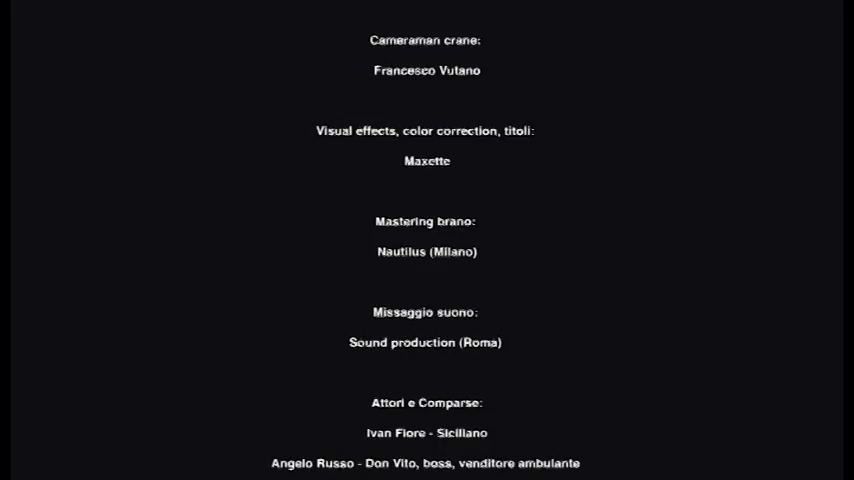 Cameraman crane:
Francesco Vutano
Visual effects, color correction, titoli:
Maxette
Mastering brano:
Nautilus (Milano)
Missaggio suono:
Sound production (Roma)
Attori e Comparse:
Ivan Fiore - Siciliano
Angelo Russo - Don Vito, boss, venditore ambulante